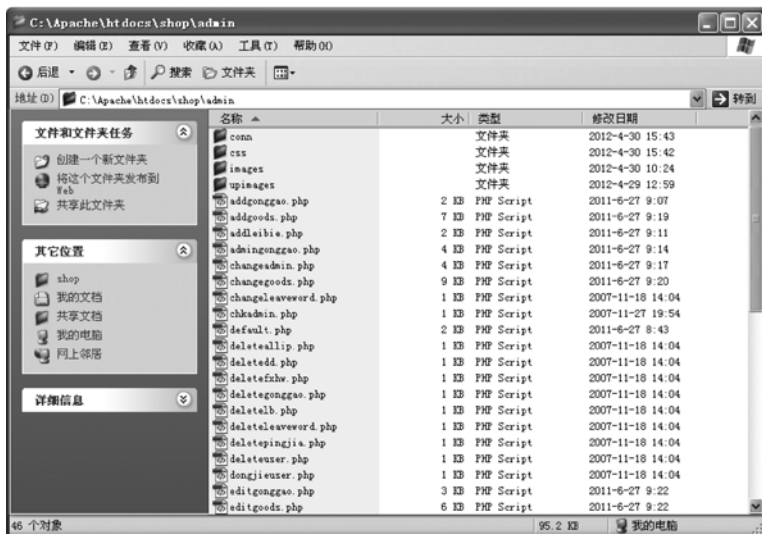 C:\Apache\htdocs\shop\admin
文件(F) 编辑(E) 查看(V) 收藏(A) 工具(T) 帮助(H)
后退 搜索 文件夹
地址(D) C:\Apache\htdocs\shop\admin 转到
文件和文件夹任务
创建一个新文件夹
将这个文件夹发布到
Web
共享此文件夹
其它位置
shop
我的文档
共享文档
我的电脑
网上邻居
详细信息
名称 大小 类型 修改日期
conn 文件夹 2012-4-30 15:43
css 文件夹 2012-4-30 15:42
images 文件夹 2012-4-30 10:24
upimages 文件夹 2012-4-29 12:59
addgonggao.php 2 KB PHP Script 2011-6-27 9:07
addgoods.php 7 KB PHP Script 2011-6-27 9:19
addleibie.php 2 KB PHP Script 2011-6-27 9:11
admingonggao.php 4 KB PHP Script 2011-6-27 9:14
changeadmin.php 4 KB PHP Script 2011-6-27 9:17
changegoods.php 9 KB PHP Script 2011-6-27 9:20
changeleaveword.php 1 KB PHP Script 2007-11-18 14:04
chkadmin.php 1 KB PHP Script 2007-11-27 19:54
default.php 2 KB PHP Script 2011-6-27 8:43
deleteallip.php 1 KB PHP Script 2007-11-18 14:04
deletedd.php 1 KB PHP Script 2007-11-18 14:04
deletefxhw.php 1 KB PHP Script 2007-11-18 14:04
deletegonggao.php 1 KB PHP Script 2007-11-18 14:04
deletelb.php 1 KB PHP Script 2007-11-18 14:04
deleteleaveword.php 1 KB PHP Script 2007-11-18 14:04
deletepingjia.php 1 KB PHP Script 2007-11-18 14:04
deleteuser.php 1 KB PHP Script 2007-11-18 14:04
dongjieuser.php 1 KB PHP Script 2007-11-18 14:04
editgonggao.php 3 KB PHP Script 2011-6-27 9:22
editgoods.php 6 KB PHP Script 2011-6-27 9:22
46 个对象 95.2 KB 我的电脑